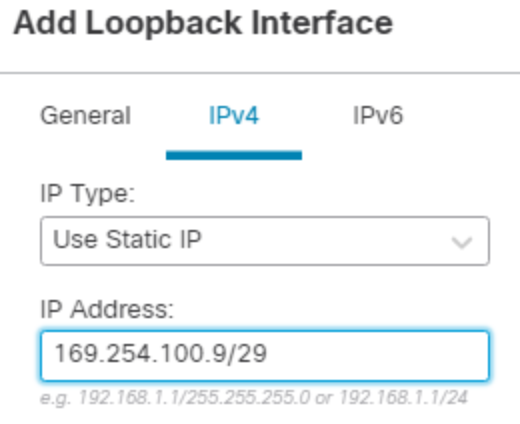 Add Loopback Interface
General IPv4 IPv6
IP Type:
Use Static IP
IP Address:
169.254.100.9/29
e.g. 192.168.1.1/255.255.255.0 or 192.168.1.1/24